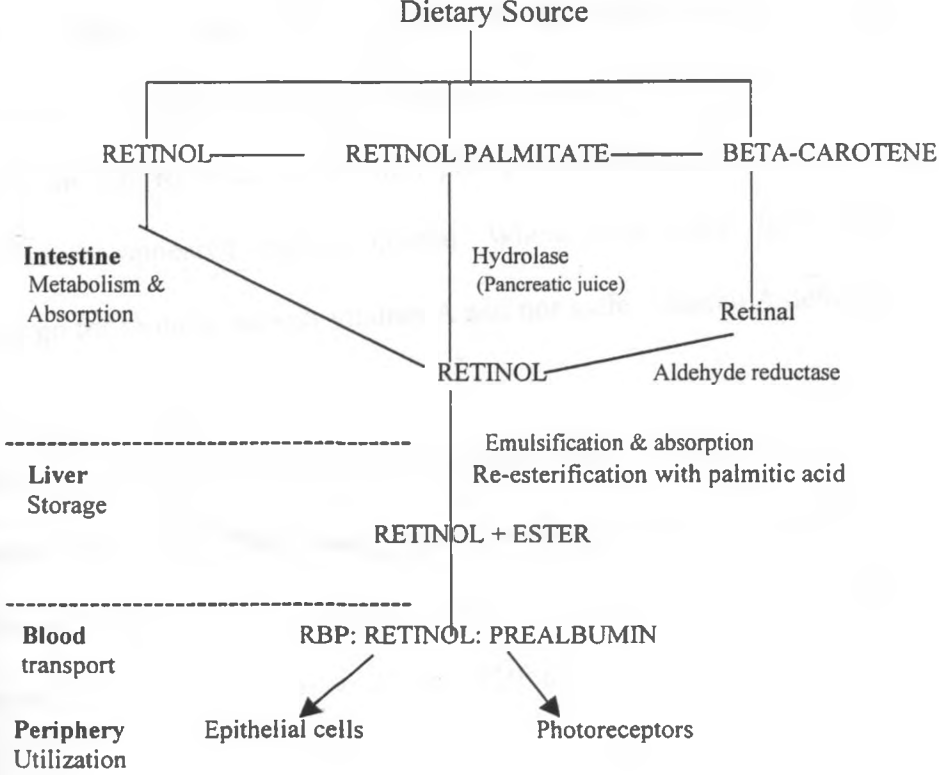 Dietary Source
RETINOL RETINOL PALMITATE BETA-CAROTENE
Intestine
Metabolism &
Absorption
Hydrolase
(Pancreatic juice)
Retinal
RETINOL
Aldehyde reductase
Emulsification & absorption
Re-esterification with palmitic acid
Liver
Storage
RETINOL + ESTER
Blood
transport
RBP: RETINOL: PREALBUMIN
Periphery
Utilization
Epithelial cells
Photoreceptors